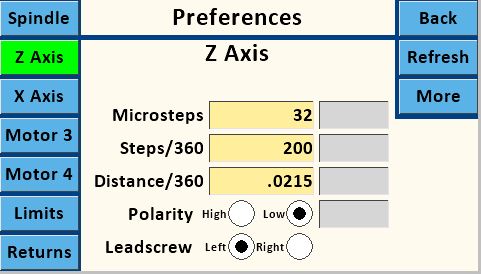 Spindle
Preferences
Back
Z Axis
Z Axis
Refresh
X Axis
More
Microsteps 32
Motor 3
Steps/360 200
Motor 4
Distance/360 .0215
Limits
Polarity High Low
Returns
Leadscrew Left Right